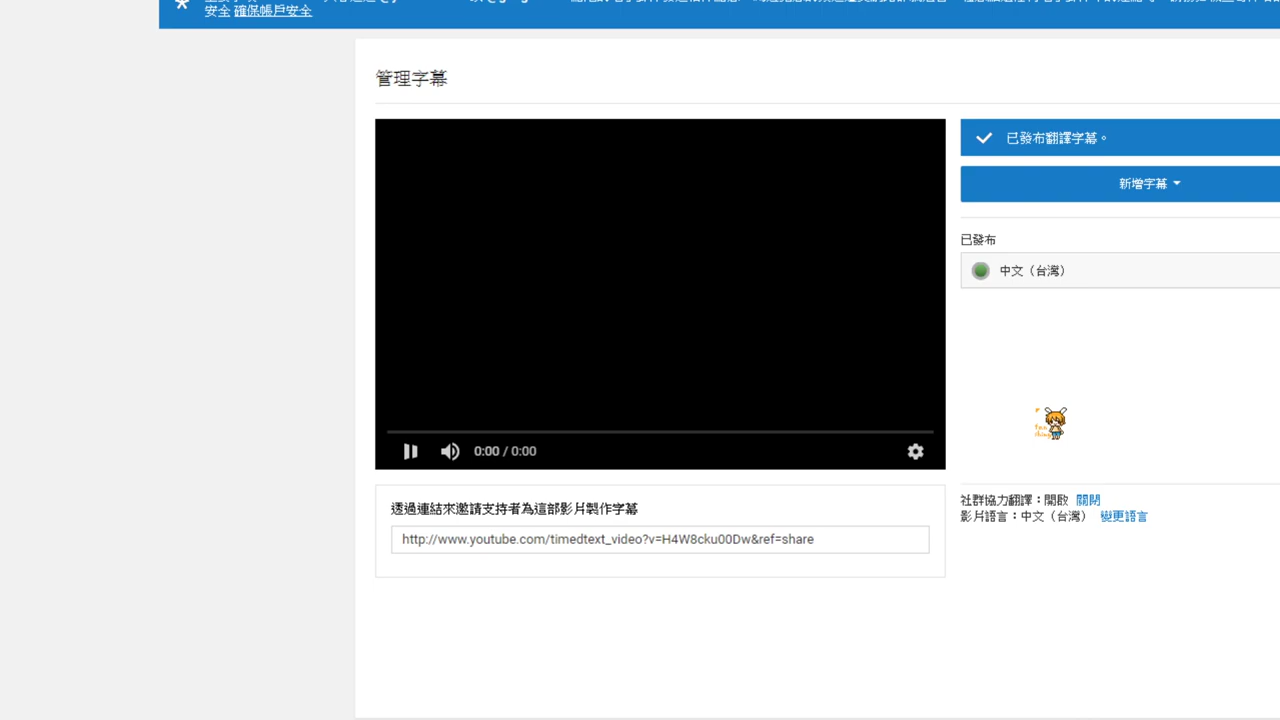 安全 確保帳戶安全
管理字幕
已發布翻譯字幕。
新增字幕
已發布
中文（台灣）
0:00 / 0:00
透過連結來邀請支持者為這部影片製作字幕
http://www.youtube.com/timedtext_video?v=H4W8cku00Dw&ref=share
社群協力翻譯：開啟 關閉
影片語言：中文（台灣） 變更語言